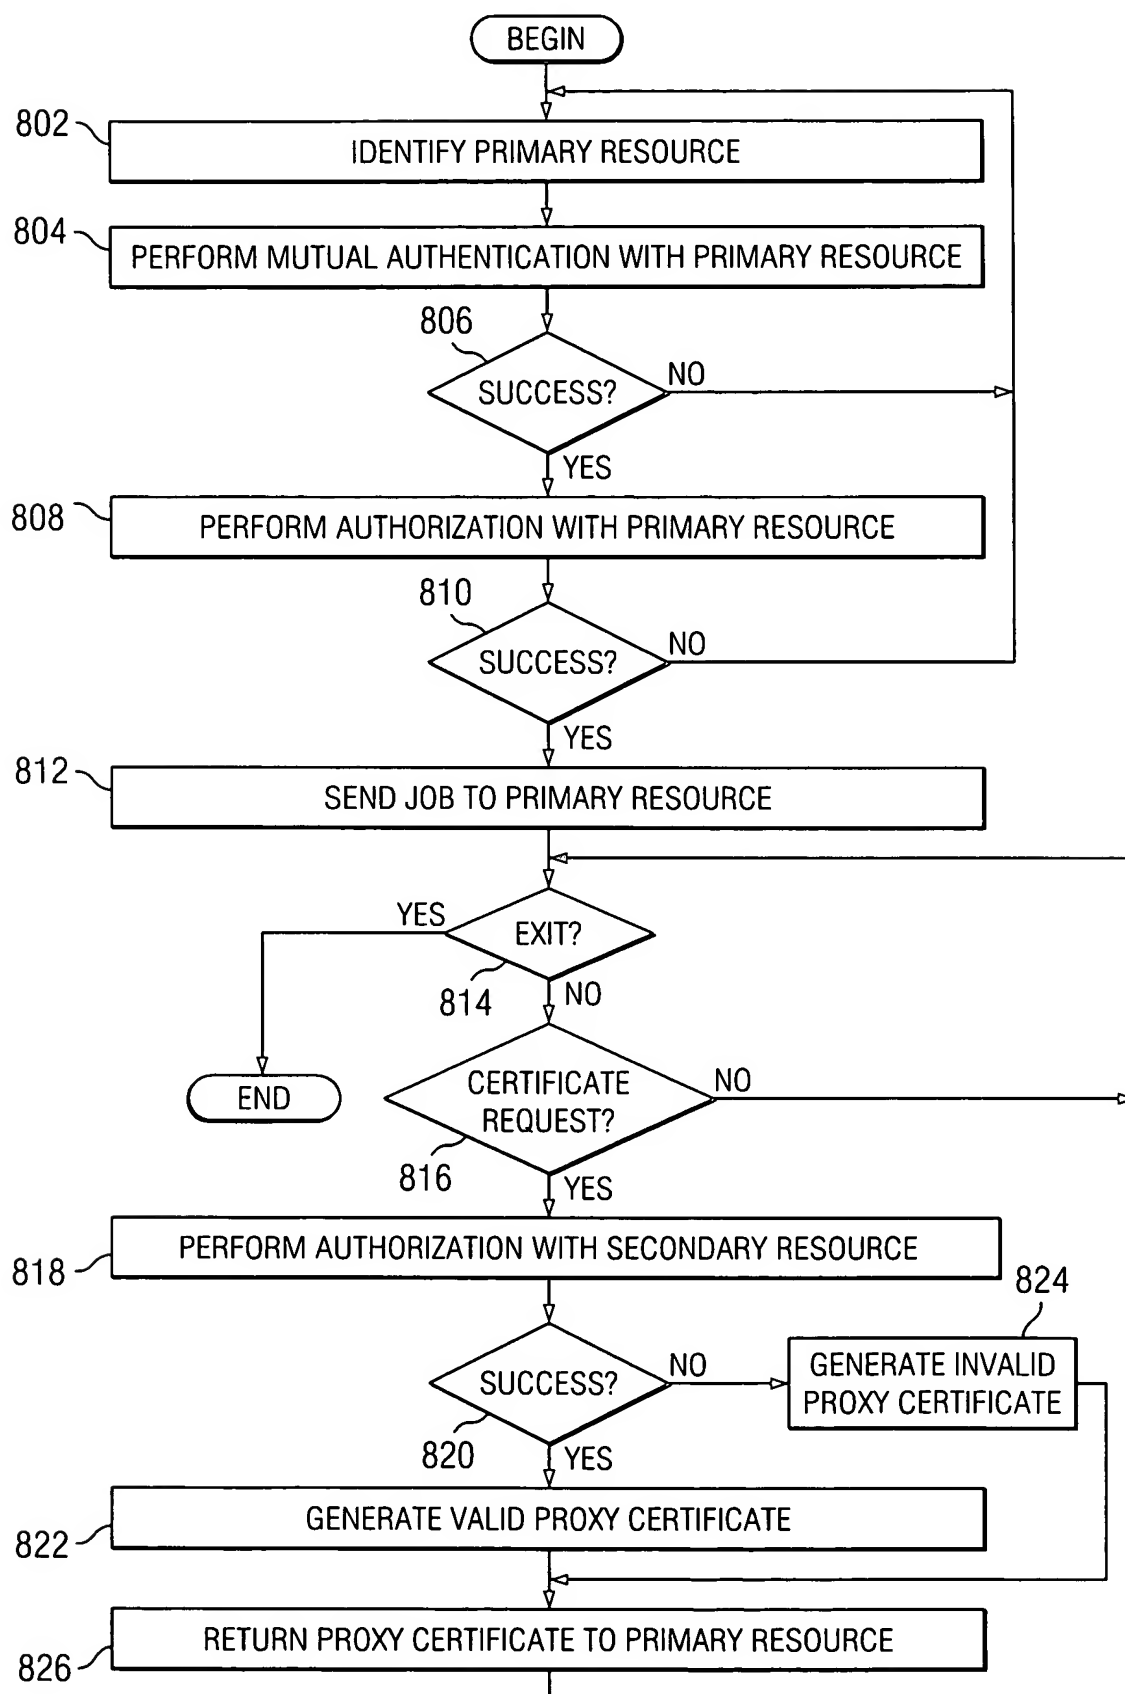 BEGIN
802
IDENTIFY PRIMARY RESOURCE
804
PERFORM MUTUAL AUTHENTICATION WITH PRIMARY RESOURCE
806
SUCCESS?
NO
YES
808
PERFORM AUTHORIZATION WITH PRIMARY RESOURCE
810
SUCCESS?
NO
YES
812
SEND JOB TO PRIMARY RESOURCE
YES
EXIT?
814
NO
END
CERTIFICATE
REQUEST?
NO
816
YES
PERFORM AUTHORIZATION WITH SECONDARY RESOURCE
818
824
SUCCESS?
NO
GENERATE INVALID
PROXY CERTIFICATE
820
YES
GENERATE VALID PROXY CERTIFICATE
822
RETURN PROXY CERTIFICATE TO PRIMARY RESOURCE
826